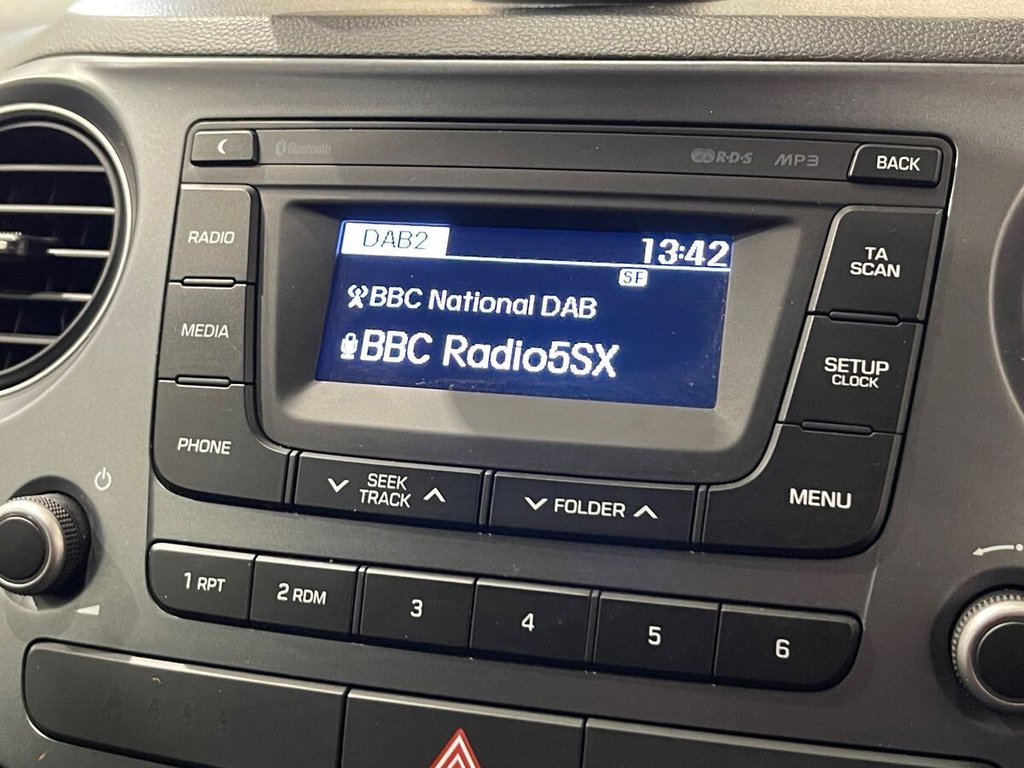 Bluetooth
R·D·S MP3
BACK
RADIO
MEDIA
PHONE
DAB2 13:42
SF
BBC National DAB
BBC Radio5SX
TA
SCAN
SETUP
CLOCK
MENU
SEEK
TRACK
FOLDER
1 RPT
2 RDM
3
4
5
6